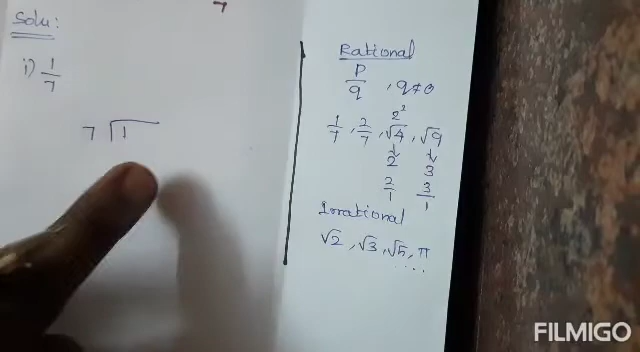 Solu:
i) 1/7
7 √1
7
Rational
P/q , q≠0
1/7 , 2/7 , √4 , √9
2²
↓ ↓
2 3
2/1 3/1
Irrational
√2 , √3 , √5 , π
....
FILMIGO